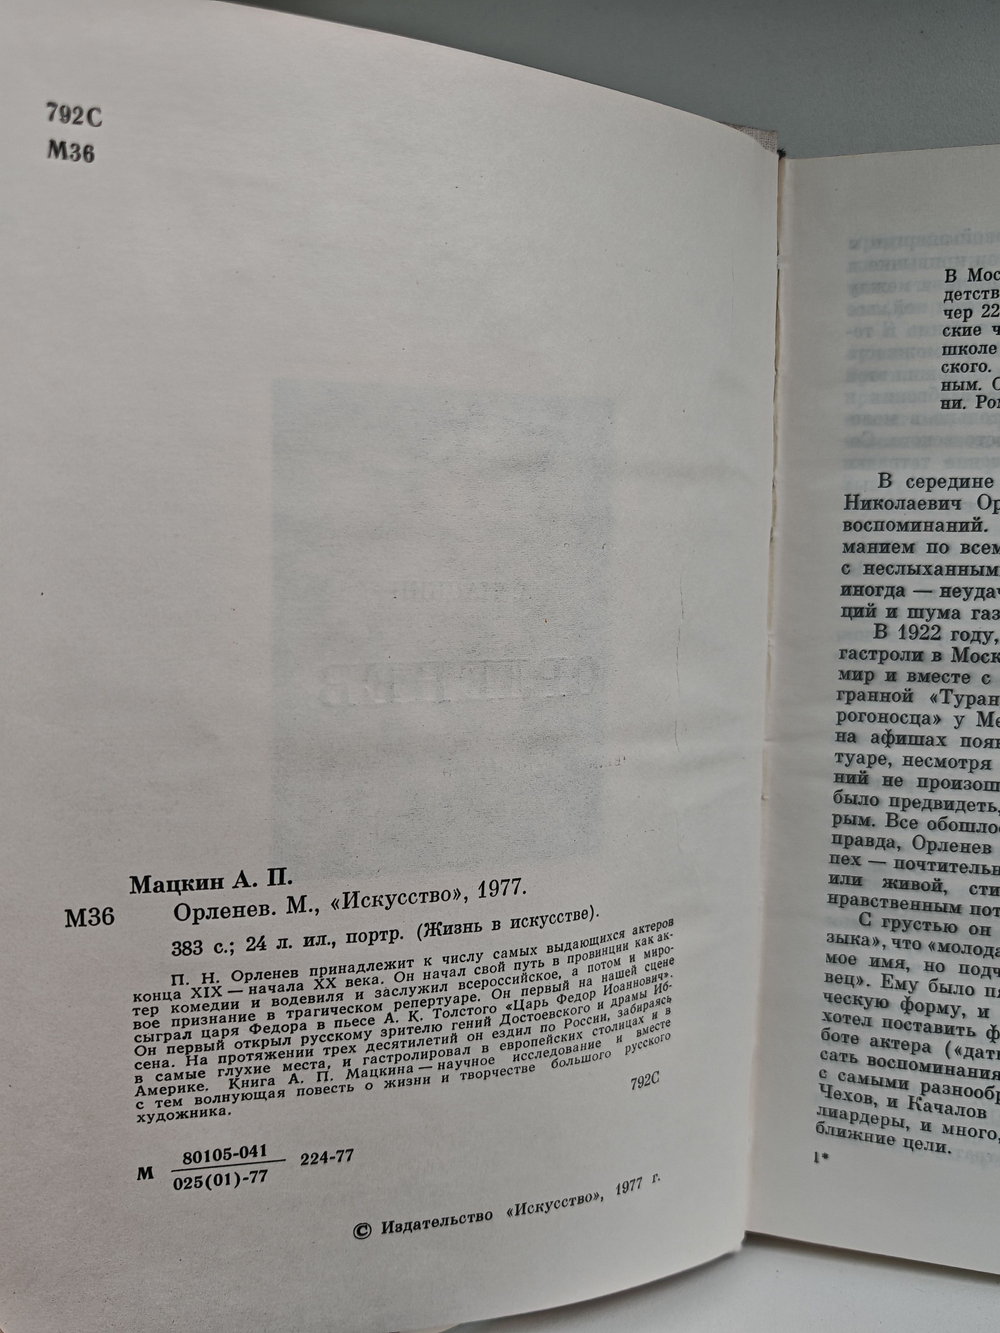 792С
М36
Мацкин А. П.
М36 Орленев. М., «Искусство», 1977.
383 с.; 24 л. ил., портр. (Жизнь в искусстве).
П. Н. Орленев принадлежит к числу самых выдающихся актеров
конца XIX — начала XX века. Он начал свой путь в провинции как ак-
тер комедии и водевиля и заслужил всероссийское, а потом и миро-
вое признание в трагическом репертуаре. Он первый на нашей сцене
сыграл царя Федора в пьесе А. К. Толстого «Царь Федор Иоаннович».
Он первый открыл русскому зрителю гений Достоевского и драмы Иб-
сена. На протяжении трех десятилетий он ездил по России, забираясь
в самые глухие места, и гастролировал в европейских столицах и в
Америке. Книга А. П. Мацкина — научное исследование и вместе
с тем волнующая повесть о жизни и творчестве большого русского
художника.
792С
М 80105-041 224-77
025(01)-77
© Издательство «Искусство», 1977 г.
В Мос
детств
чер 22
ские ч
школе
ского.
ным. С
ни. Ром
В середине
Николаевич Ор
воспоминаний.
манием по всем
с неслыханным
иногда — неудач
ций и шума газ
В 1922 году,
гастроли в Моск
мир и вместе с
гранной «Туран
рогоносца» у Ме
на афишах появ
туаре, несмотря
ний не произош
было предвидеть,
рым. Все обошло
правда, Орленев
пех — почтительн
или живой, сти
нравственным пот
С грустью он
зыка», что «молода
мое имя, но подч
вец». Ему было пя
ческую форму, и
хотел поставить ф
боте актера («дат
сать воспоминания
с самыми разнообр
Чехов, и Качалов
лиардеры, и много,
ближние цели.
1*